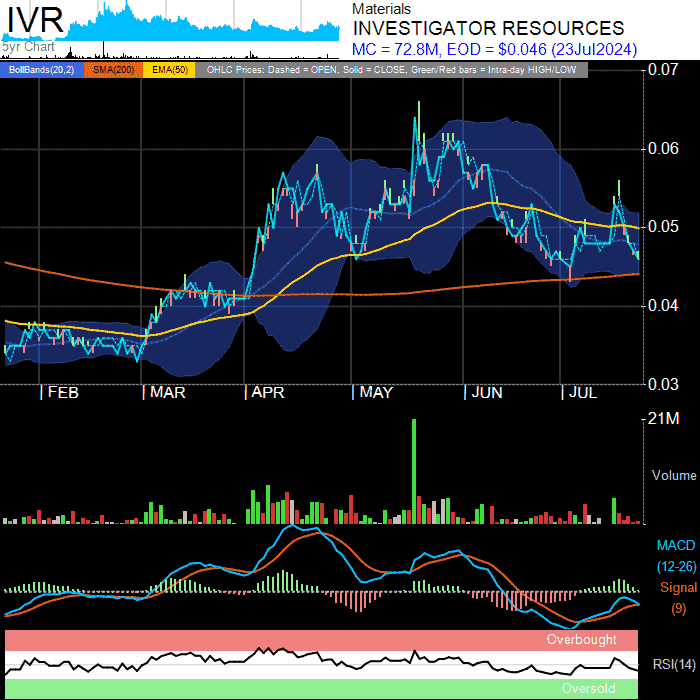 IVR
5yr Chart
Materials
INVESTIGATOR RESOURCES
MC = 72.8M, EOD = $0.046 (23Jul2024)
BollBands(20,2) SMA(200) EMA(50) OHLC Prices: Dashed = OPEN, Solid = CLOSE, Green/Red bars = Intra-day HIGH/LOW
0.07
0.06
0.05
0.04
0.03
FEB MAR APR MAY JUN JUL
21M
Volume
MACD
(12-26)
Signal
(9)
Overbought
RSI(14)
Oversold